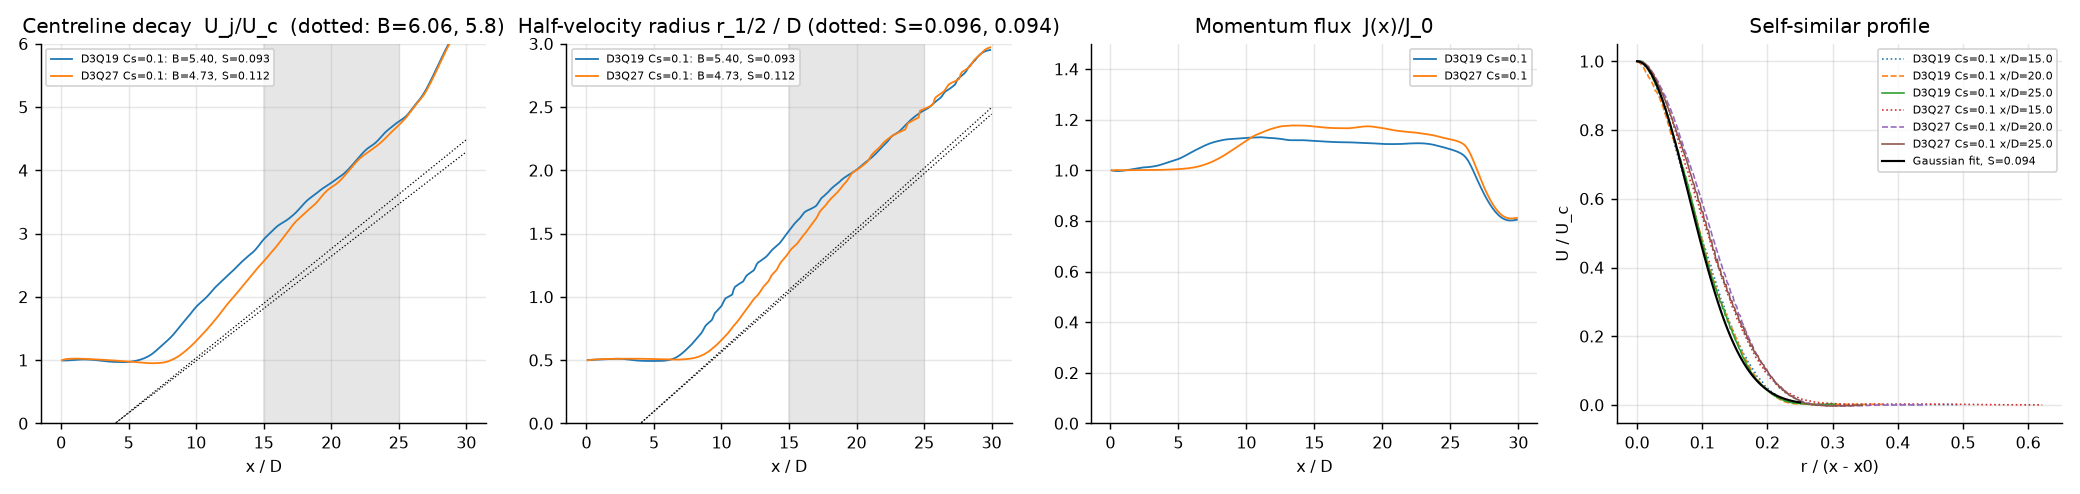 Centreline decay  U_j/U_c  (dotted: B=6.06, 5.8)
D3Q19 Cs=0.1: B=5.40, S=0.093
D3Q27 Cs=0.1: B=4.73, S=0.112
6
5
4
3
2
1
0
0 5 10 15 20 25 30
x / D
Half-velocity radius r_1/2 / D (dotted: S=0.096, 0.094)
D3Q19 Cs=0.1: B=5.40, S=0.093
D3Q27 Cs=0.1: B=4.73, S=0.112
3.0
2.5
2.0
1.5
1.0
0.5
0.0
0 5 10 15 20 25 30
x / D
Momentum flux  J(x)/J_0
D3Q19 Cs=0.1
D3Q27 Cs=0.1
1.4
1.2
1.0
0.8
0.6
0.4
0.2
0.0
0 5 10 15 20 25 30
x / D
Self-similar profile
D3Q19 Cs=0.1 x/D=15.0
D3Q19 Cs=0.1 x/D=20.0
D3Q19 Cs=0.1 x/D=25.0
D3Q27 Cs=0.1 x/D=15.0
D3Q27 Cs=0.1 x/D=20.0
D3Q27 Cs=0.1 x/D=25.0
Gaussian fit, S=0.094
U / U_c
1.0
0.8
0.6
0.4
0.2
0.0
0.0 0.1 0.2 0.3 0.4 0.5 0.6
r / (x - x0)